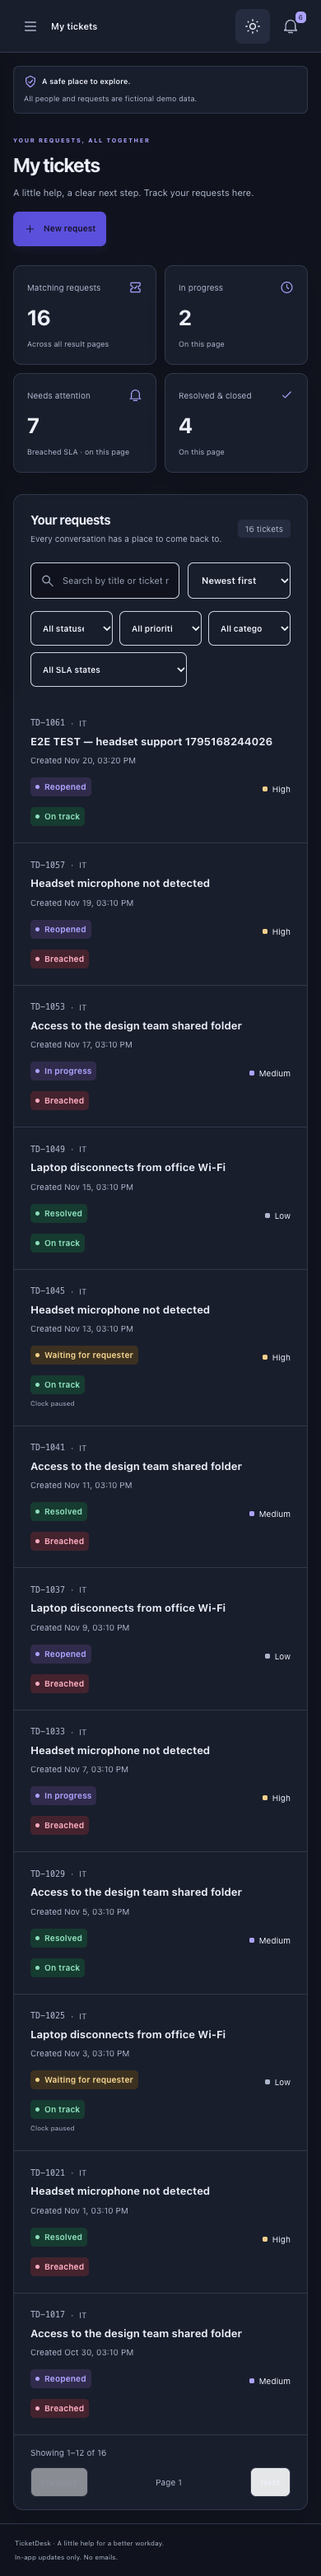 My tickets
6
A safe place to explore.
All people and requests are fictional demo data.
YOUR REQUESTS, ALL TOGETHER
My tickets
A little help, a clear next step. Track your requests here.
New request
Matching requests
16
Across all result pages
In progress
2
On this page
Needs attention
7
Breached SLA · on this page
Resolved & closed
4
On this page
Your requests
Every conversation has a place to come back to.
16 tickets
Search by title or ticket r
Newest first
All statuse
All prioriti
All catego
All SLA states
TD-1061 · IT
E2E TEST — headset support 1795168244026
Created Nov 20, 03:20 PM
Reopened
High
On track
TD-1057 · IT
Headset microphone not detected
Created Nov 19, 03:10 PM
Reopened
High
Breached
TD-1053 · IT
Access to the design team shared folder
Created Nov 17, 03:10 PM
In progress
Medium
Breached
TD-1049 · IT
Laptop disconnects from office Wi-Fi
Created Nov 15, 03:10 PM
Resolved
Low
On track
TD-1045 · IT
Headset microphone not detected
Created Nov 13, 03:10 PM
Waiting for requester
High
On track
Clock paused
TD-1041 · IT
Access to the design team shared folder
Created Nov 11, 03:10 PM
Resolved
Medium
Breached
TD-1037 · IT
Laptop disconnects from office Wi-Fi
Created Nov 9, 03:10 PM
Reopened
Low
Breached
TD-1033 · IT
Headset microphone not detected
Created Nov 7, 03:10 PM
In progress
High
Breached
TD-1029 · IT
Access to the design team shared folder
Created Nov 5, 03:10 PM
Resolved
Medium
On track
TD-1025 · IT
Laptop disconnects from office Wi-Fi
Created Nov 3, 03:10 PM
Waiting for requester
Low
On track
Clock paused
TD-1021 · IT
Headset microphone not detected
Created Nov 1, 03:10 PM
Resolved
High
Breached
TD-1017 · IT
Access to the design team shared folder
Created Oct 30, 03:10 PM
Reopened
Medium
Breached
Showing 1–12 of 16
Page 1
TicketDesk · A little help for a better workday.
In-app updates only. No emails.